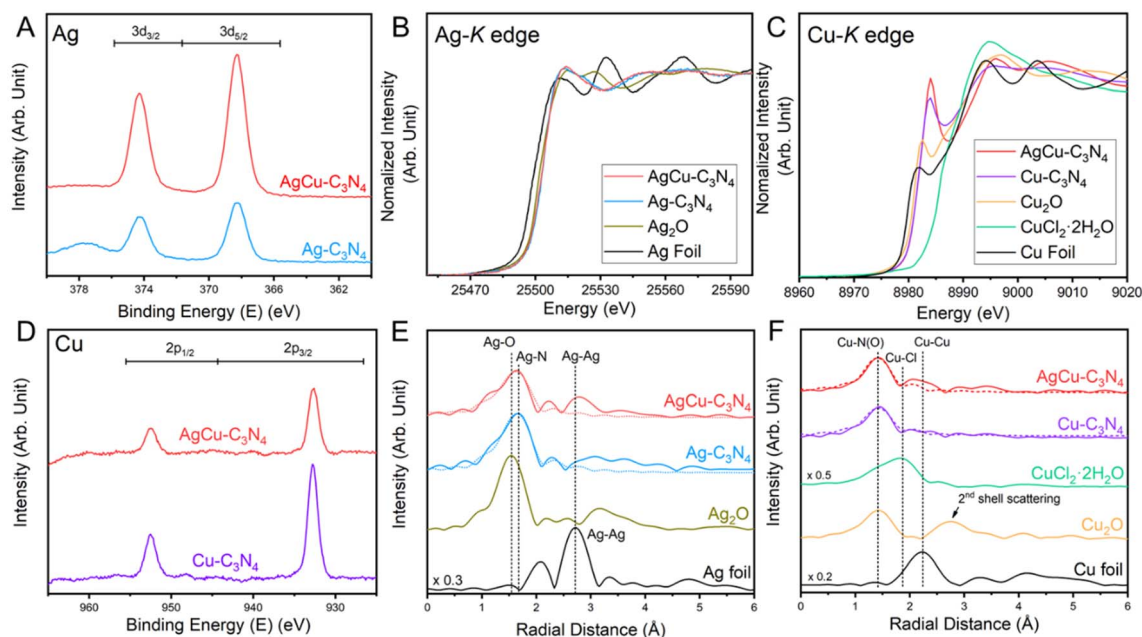 A
Ag
3d3/2
3d5/2
AgCu-C3N4
Ag-C3N4
Intensity (Arb. Unit)
378 374 370 366 362
Binding Energy (E) (eV)
B
Ag-K edge
AgCu-C3N4
Ag-C3N4
Ag2O
Ag Foil
Nomalized Intensity
(Arb. Unit)
25470 25500 25530 25560 25590
Energy (eV)
C
Cu-K edge
AgCu-C3N4
Cu-C3N4
Cu2O
CuCl2·2H2O
Cu Foil
Nomalized Intensity
(Arb. Unit)
8960 8970 8980 8990 9000 9010 9020
Energy (eV)
D
Cu
2p1/2
2p3/2
AgCu-C3N4
Cu-C3N4
Intensity (Arb. Unit)
960 950 940 930
Binding Energy (E) (eV)
E
Ag-O
Ag-N
Ag-Ag
AgCu-C3N4
Ag-C3N4
Ag2O
Ag-Ag
x 0.3
Ag foil
Intensity (Arb. Unit)
0 1 2 3 4 5 6
Radial Distance (Å)
F
Cu-Cu
Cu-N(O)
Cu-Cl
AgCu-C3N4
Cu-C3N4
x 0.5
CuCl2·2H2O
2nd shell scattering
Cu2O
x 0.2
Cu foil
Intensity (Arb. Unit)
0 1 2 3 4 5 6
Radial Distance (Å)